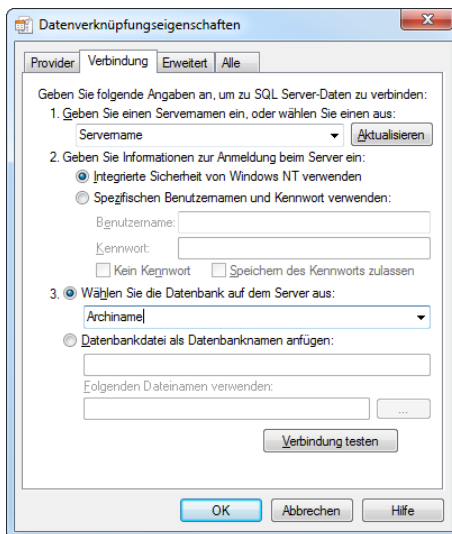 Datenverknüpfungseigenschaften
Provider Verbindung Erweitert Alle
Geben Sie folgende Angaben an, um zu SQL Server-Daten zu verbinden:
1. Geben Sie einen Servernamen ein, oder wählen Sie einen aus:
Servername Aktualisieren
2. Geben Sie Informationen zur Anmeldung beim Server ein:
Integrierte Sicherheit von Windows NT verwenden
Spezifischen Benutzernamen und Kennwort verwenden:
Benutzername:
Kennwort:
Kein Kennwort Speichern des Kennworts zulassen
3. Wählen Sie die Datenbank auf dem Server aus:
Archiname
Datenbankdatei als Datenbanknamen anfügen:
Folgenden Dateinamen verwenden:
...
Verbindung testen
OK Abbrechen Hilfe